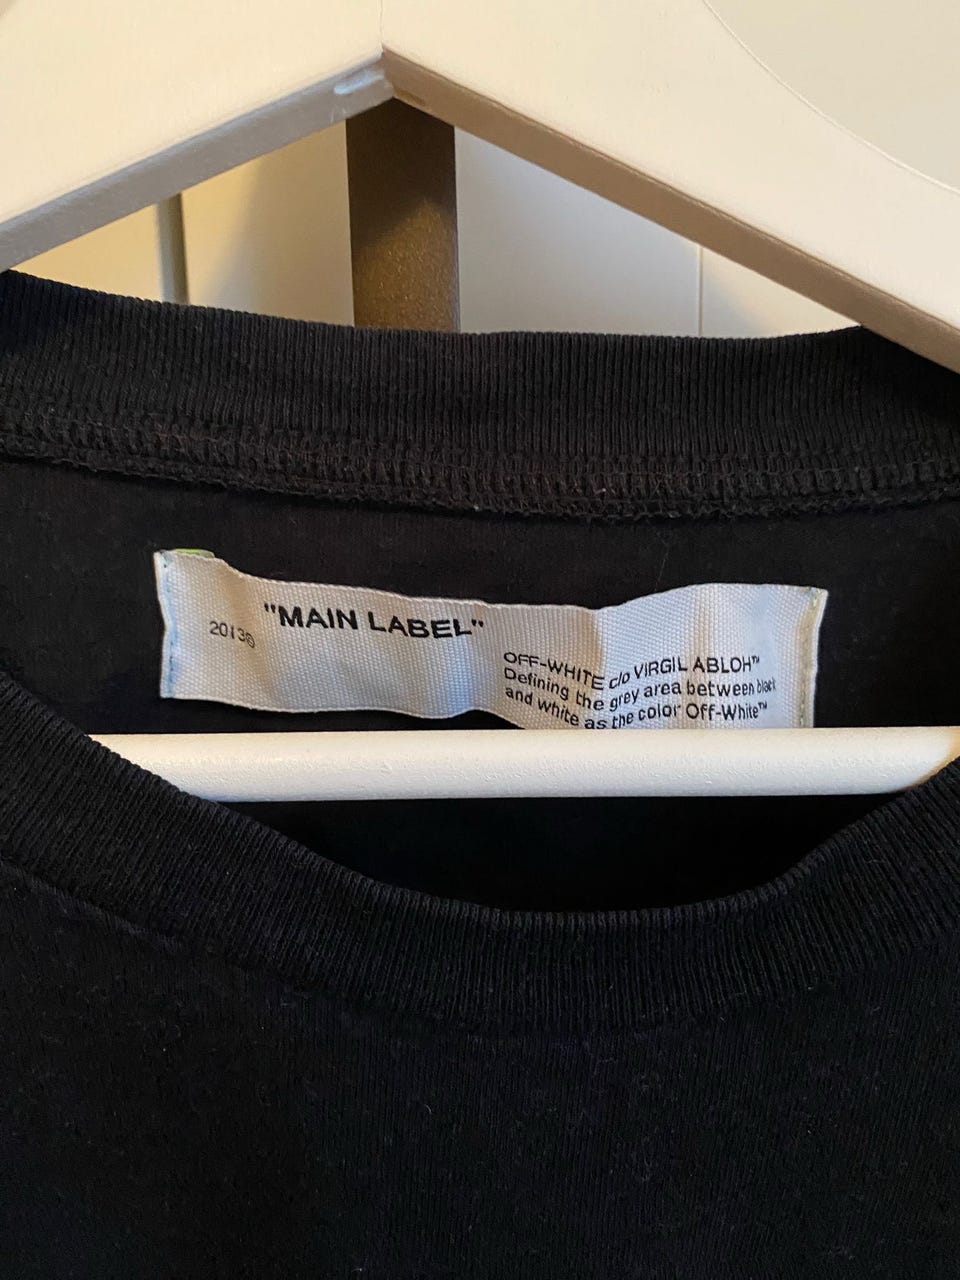 "MAIN LABEL"
2013©
OFF-WHITE c/o VIRGIL ABLOH™
Defining the grey area between black
and white as the color Off-White™